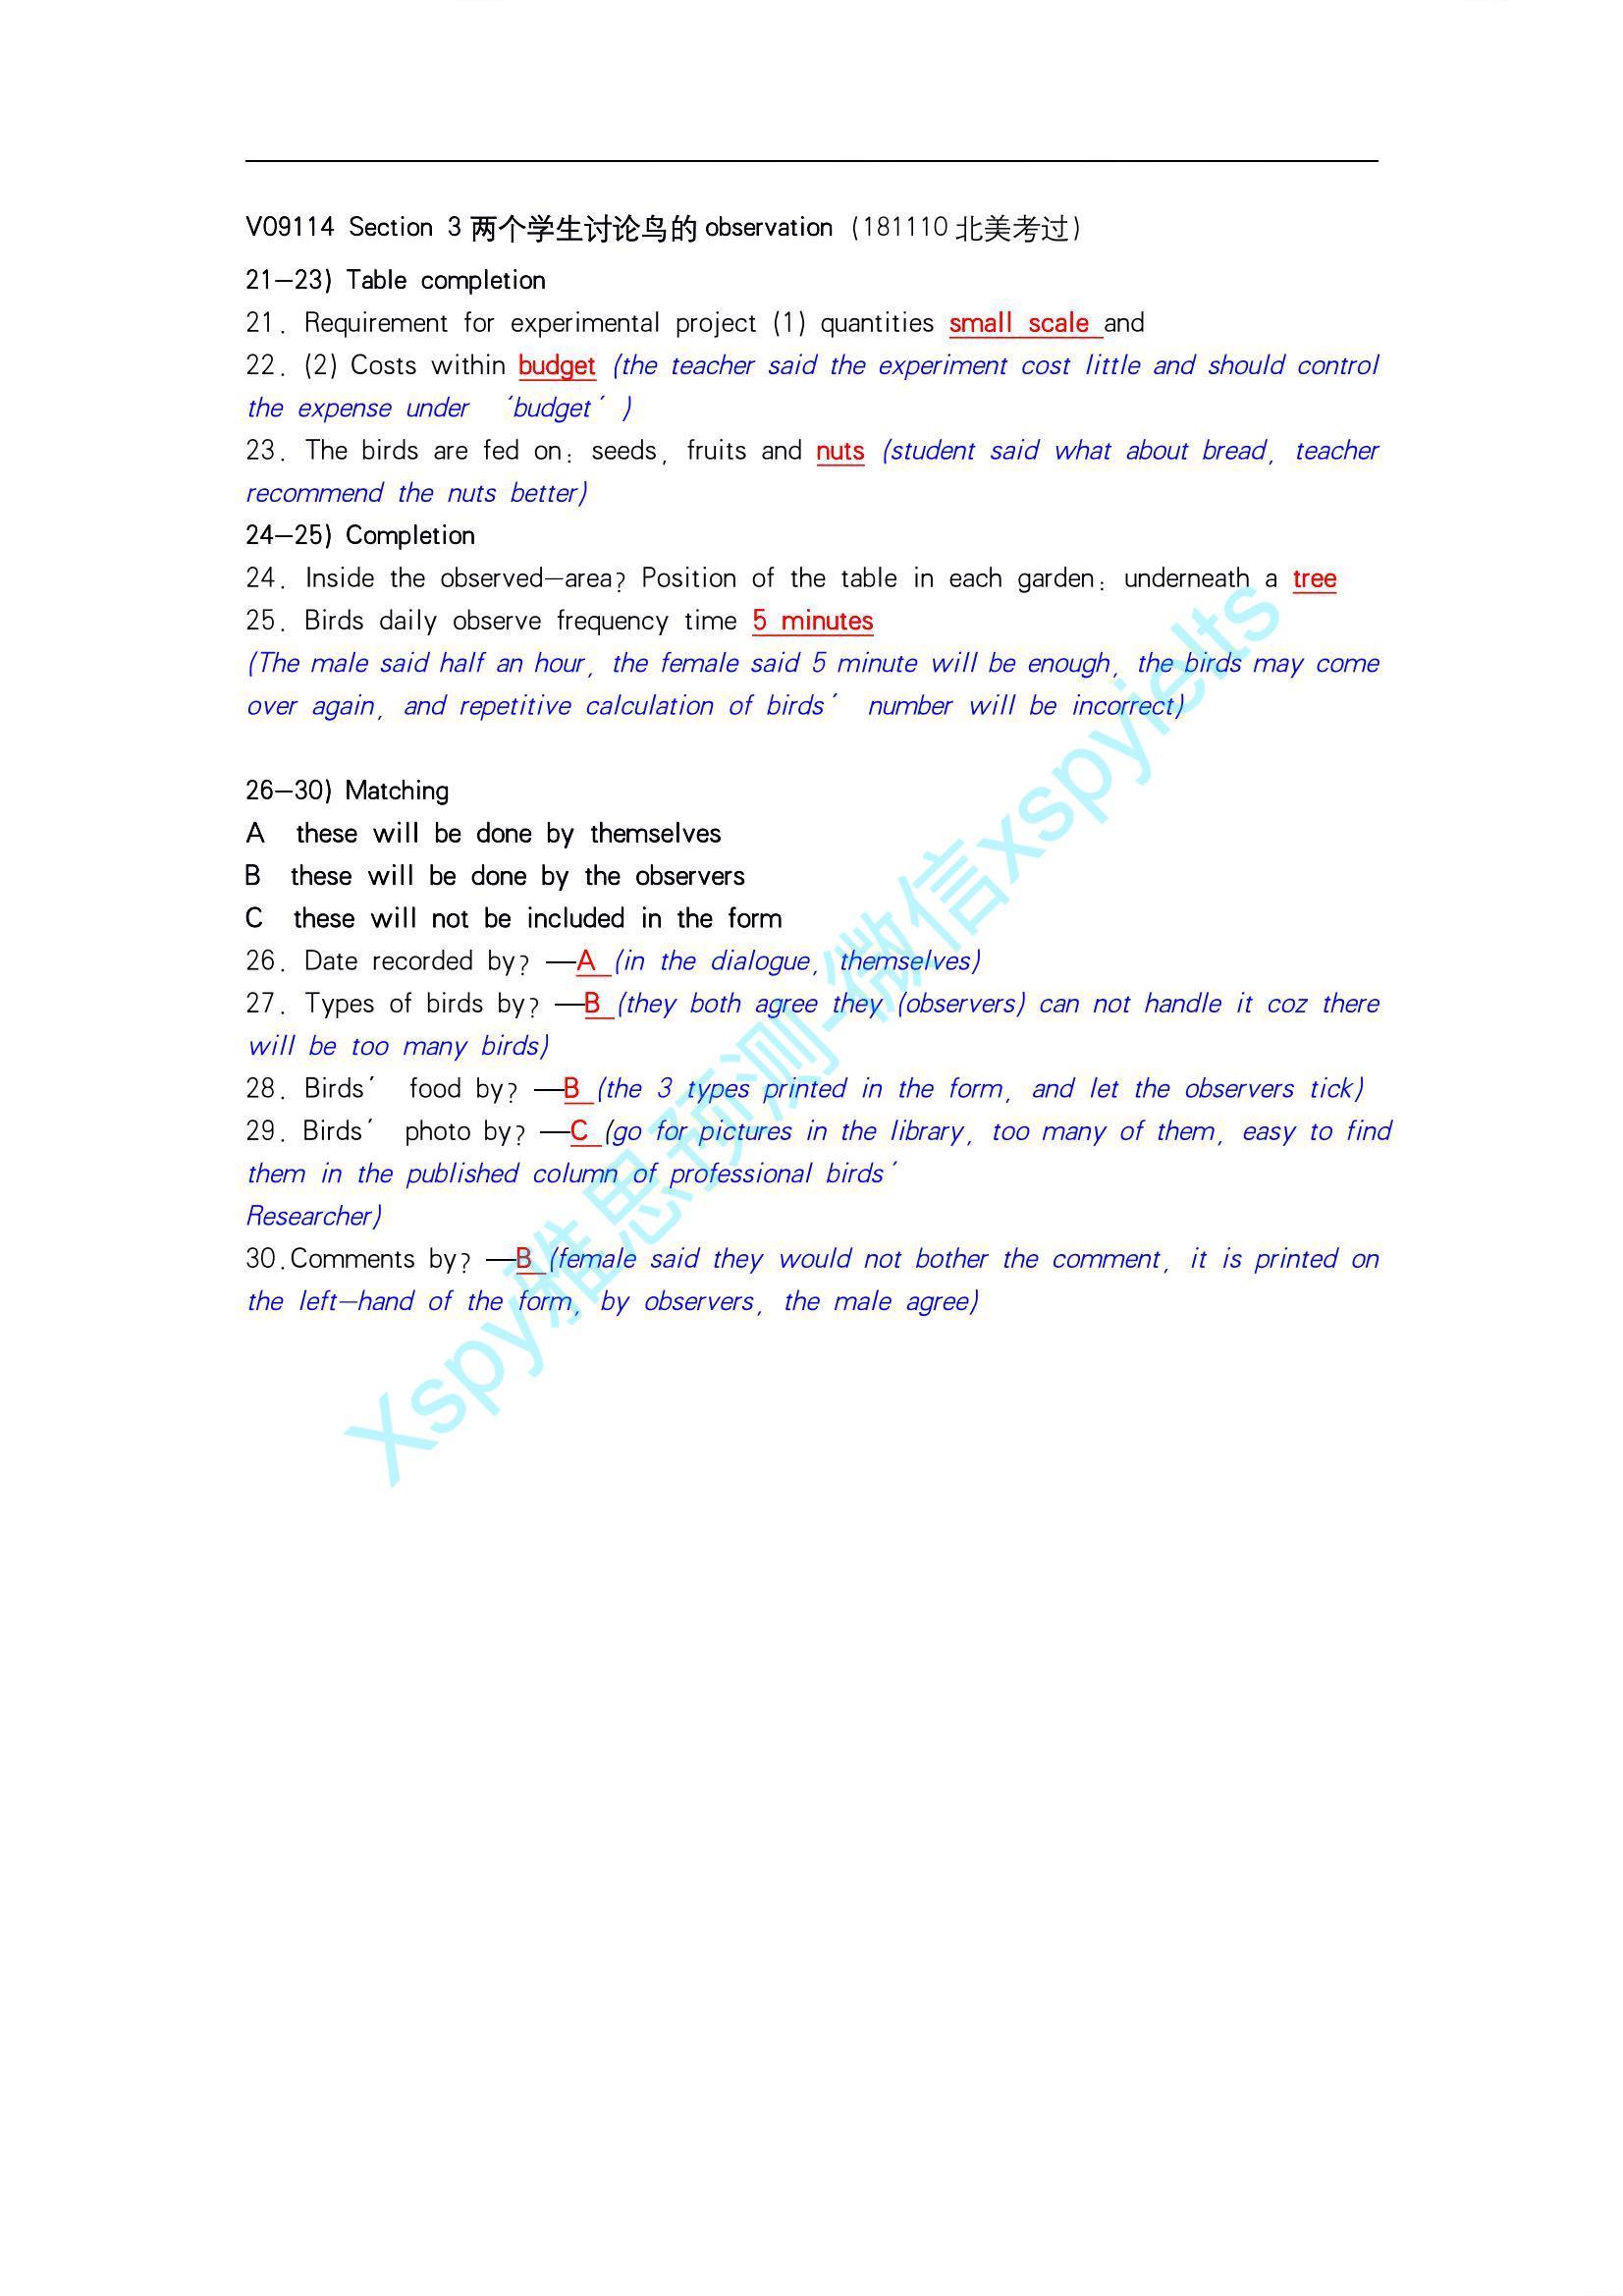 V09114 Section 3 两个学生讨论鸟的 observation (181110 北美考过)
21-23) Table completion
21. Requirement for experimental project (1) quantities small scale and
22. (2) Costs within budget (the teacher said the experiment cost little and should control
the expense under ‘budget’ )
23. The birds are fed on: seeds, fruits and nuts (student said what about bread, teacher
recommend the nuts better)
24-25) Completion
24. Inside the observed-area? Position of the table in each garden: underneath a tree
25. Birds daily observe frequency time 5 minutes
(The male said half an hour, the female said 5 minute will be enough, the birds may come
over again, and repetitive calculation of birds’ number will be incorrect)
26-30) Matching
A these will be done by themselves
B these will be done by the observers
C these will not be included in the form
26. Date recorded by? —A (in the dialogue, themselves)
27. Types of birds by? —B (they both agree they (observers) can not handle it coz there
will be too many birds)
28. Birds’ food by? —B (the 3 types printed in the form, and let the observers tick)
29. Birds’ photo by? —C (go for pictures in the library, too many of them, easy to find
them in the published column of professional birds’
Researcher)
30.Comments by? —B (female said they would not bother the comment, it is printed on
the left-hand of the form, by observers, the male agree)
Xspy雅思预测-微信xspyielts